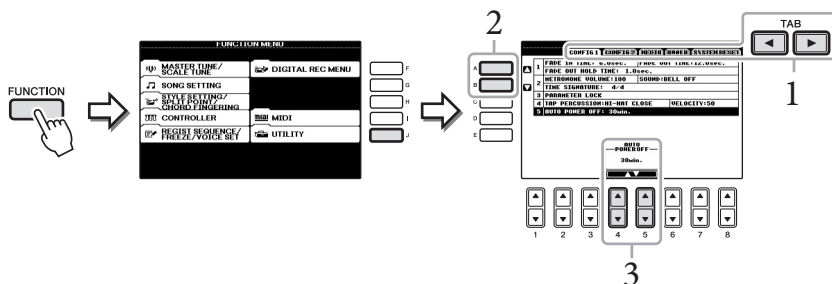 FUNCTION
FUNCTION MENU
MASTER TUNE/
SCALE TUNE
SONG SETTING
STYLE SETTING/
SPLIT POINT/
CHORD FINGERING
CONTROLLER
REGIST SEQUENCE/
FREEZE/VOICE SET
DIGITAL REC MENU
MIDI
UTILITY
F
G
H
I
J
2
A
B
C
D
E
CONFIG 1 CONFIG 2 MEDIA OWNER SYSTEM RESET
1 FADE IN TIME: 6.0sec. FADE OUT TIME:12.0sec.
FADE OUT HOLD TIME: 1.0sec.
2 METRONOME VOLUME:100 SOUND:BELL OFF
TIME SIGNATURE: 4/4
3 PARAMETER LOCK
4 TAP PERCUSSION:HI-HAT CLOSE VELOCITY:50
5 AUTO POWER OFF: 30min.
AUTO
POWER OFF
30min.
TAB
1
1 2 3 4 5 6 7 8
3